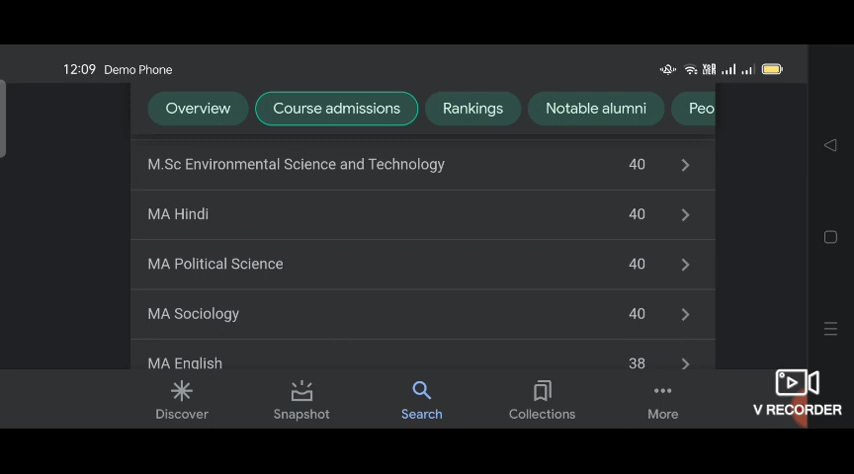 12:09 Demo Phone
Overview Course admissions Rankings Notable alumni Peo
M.Sc Environmental Science and Technology 40
MA Hindi 40
MA Political Science 40
MA Sociology 40
MA English 38
Discover Snapshot Search Collections More
V RECORDER